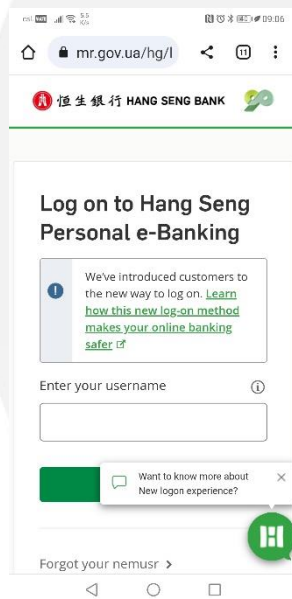 09:06
mr.gov.ua/hg/l
11
恒生銀行 HANG SENG BANK
Log on to Hang Seng
Personal e-Banking
We've introduced customers to
the new way to log on. Learn
how this new log-on method
makes your online banking
safer
Enter your username
Want to know more about
New logon experience?
Forgot your nemusr >